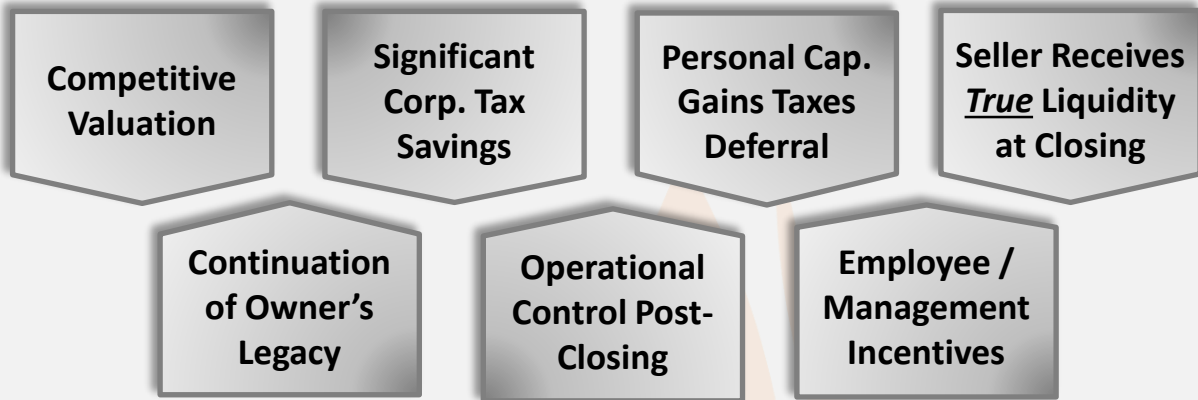 Competitive
Valuation
Significant
Corp. Tax
Savings
Personal Cap.
Gains Taxes
Deferral
Seller Receives
True Liquidity
at Closing
Continuation
of Owner’s
Legacy
Operational
Control Post-
Closing
Employee /
Management
Incentives